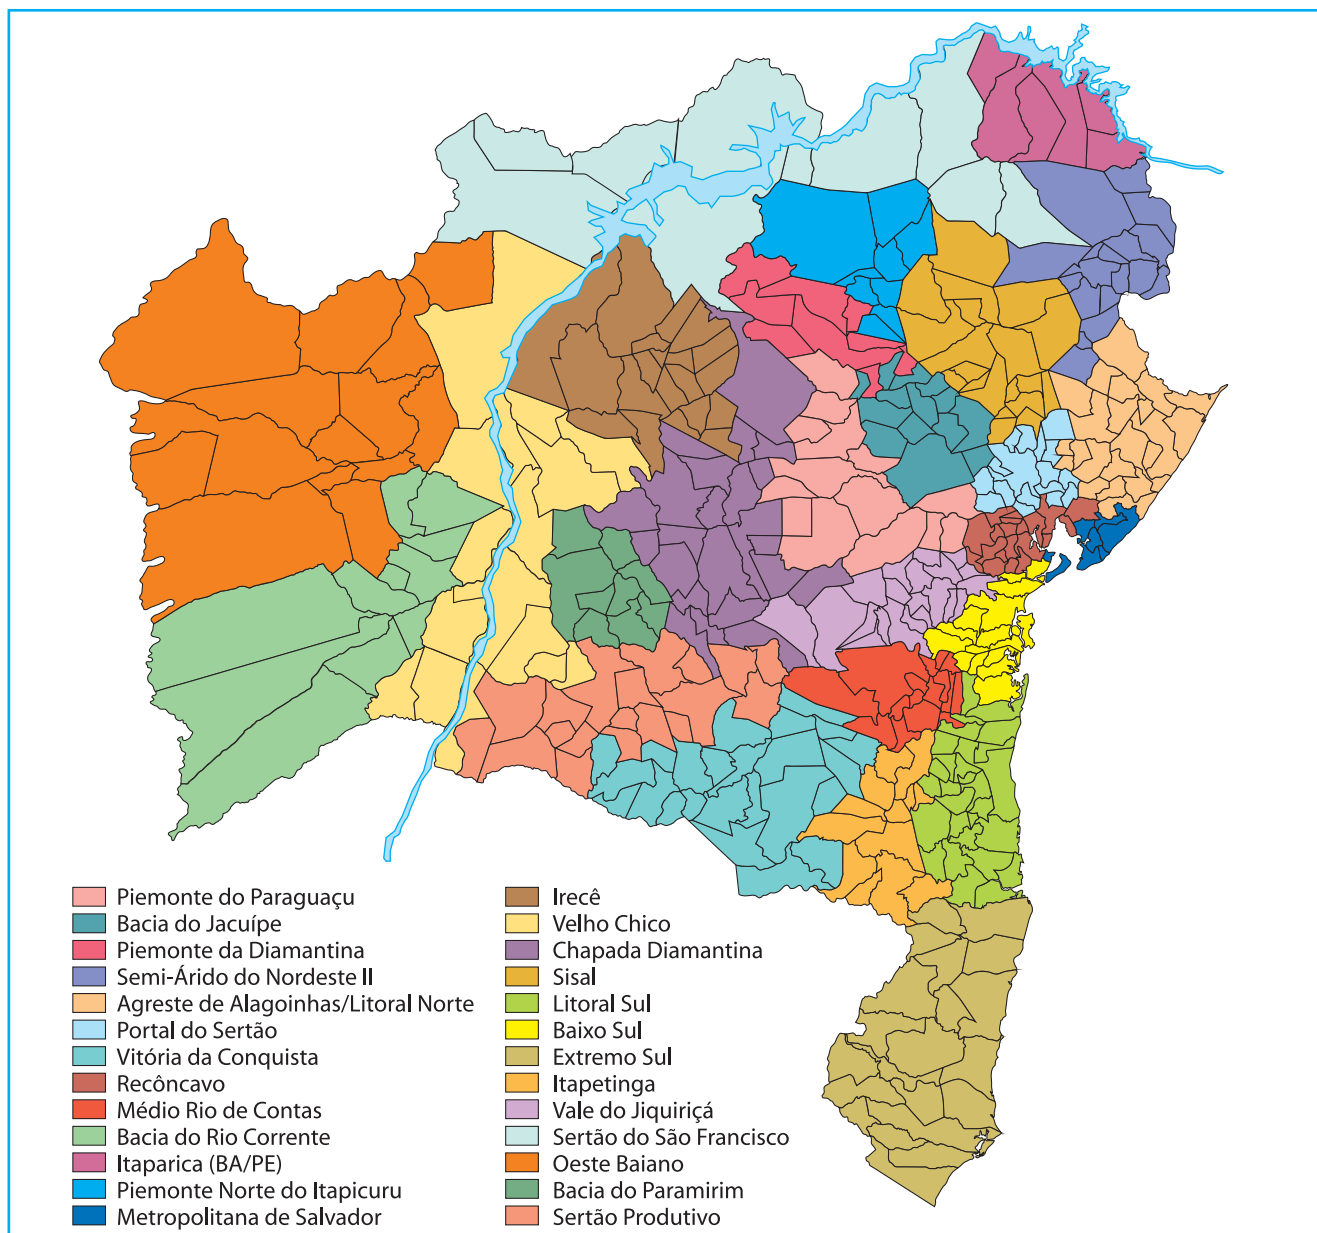 Piemonte do Paraguaçu
Bacia do Jacuípe
Piemonte da Diamantina
Semi-Árido do Nordeste II
Agreste de Alagoinhas/Litoral Norte
Portal do Sertão
Vitória da Conquista
Recôncavo
Médio Rio de Contas
Bacia do Rio Corrente
Itaparica (BA/PE)
Piemonte Norte do Itapicuru
Metropolitana de Salvador
Irecê
Velho Chico
Chapada Diamantina
Sisal
Litoral Sul
Baixo Sul
Extremo Sul
Itapetinga
Vale do Jiquiriçá
Sertão do São Francisco
Oeste Baiano
Bacia do Paramirim
Sertão Produtivo